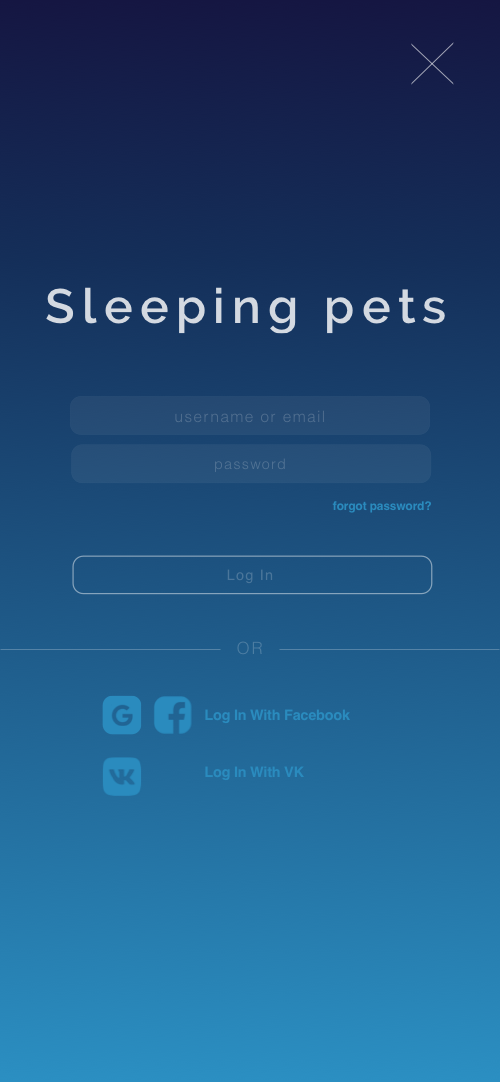 Sleeping pets
username or email
password
forgot password?
Log In
OR
Log In With Facebook
Log In With VK